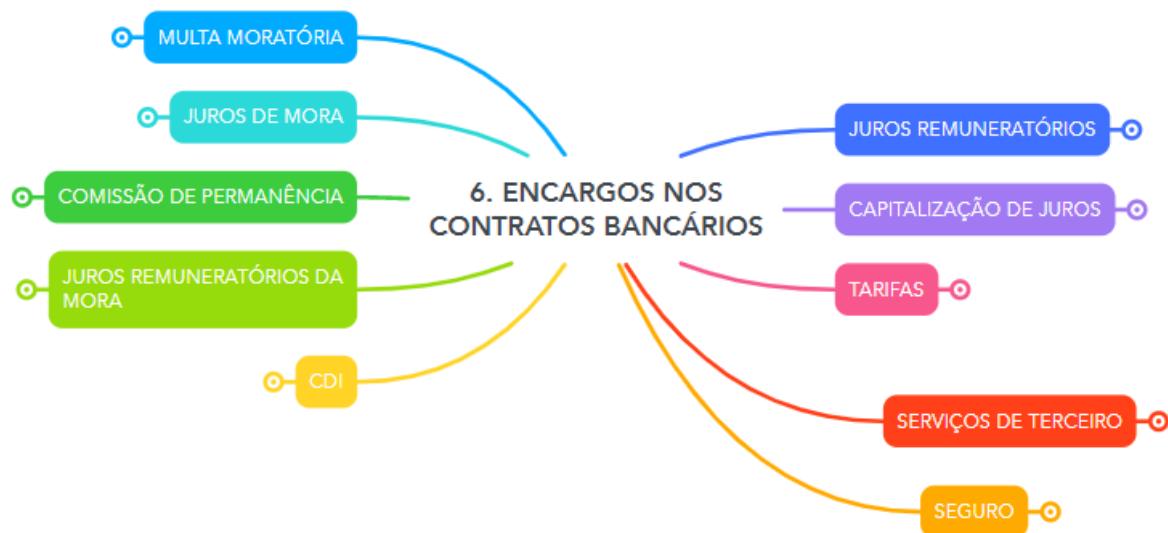 MULTA MORATÓRIA
JUROS DE MORA
COMISSÃO DE PERMANÊNCIA
JUROS REMUNERATÓRIOS DA
MORA
CDI
6. ENCARGOS NOS
CONTRATOS BANCÁRIOS
JUROS REMUNERATÓRIOS
CAPITALIZAÇÃO DE JUROS
TARIFAS
SERVIÇOS DE TERCEIRO
SEGURO